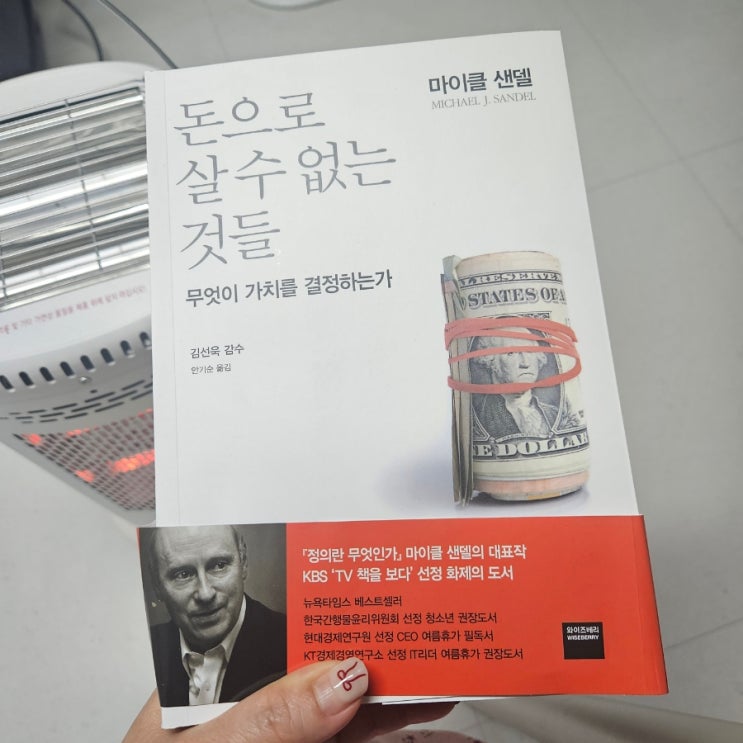 마이클 샌델
MICHAEL J. SANDEL
돈으로
살 수 없는
것들
무엇이 가치를 결정하는가
김선욱 감수
안기순 옮김
STATES OF A
E DOLLAR
『정의란 무엇인가』 마이클 샌델의 대표작
KBS ‘TV 책을 보다’ 선정 화제의 도서
뉴욕타임스 베스트셀러
한국간행물윤리위원회 선정 청소년 권장도서
현대경제연구원 선정 CEO 여름휴가 필독서
KT경제경영연구소 선정 IT리더 여름휴가 권장도서
와이즈베리
WISEBERRY